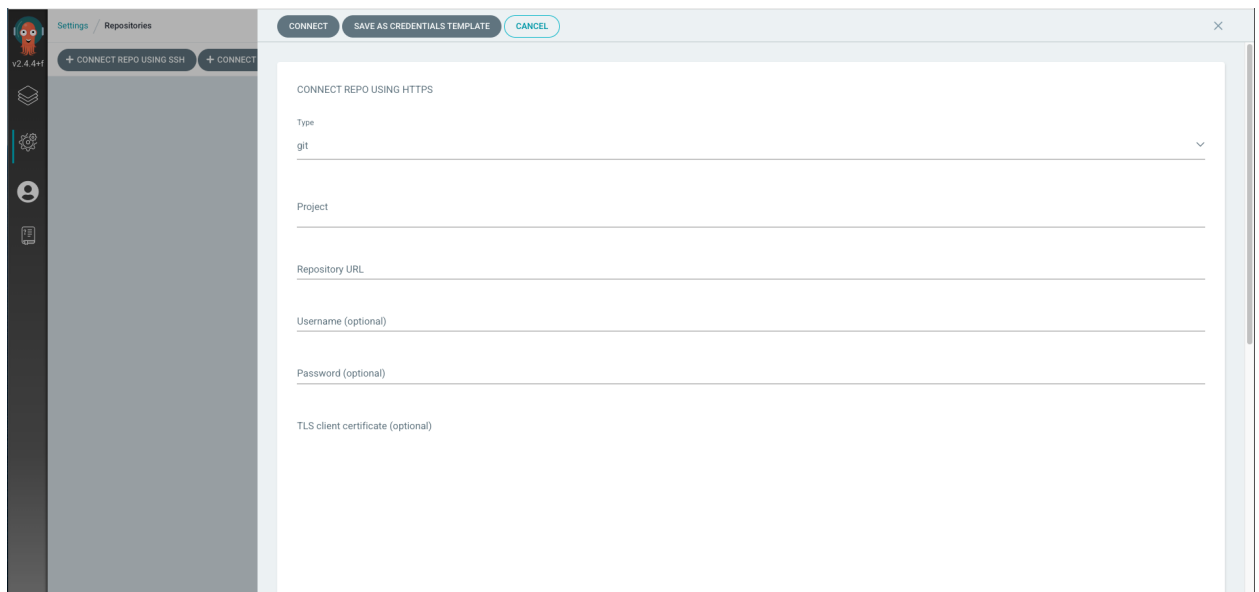 Settings / Repositories
CONNECT SAVE AS CREDENTIALS TEMPLATE CANCEL
v2.4.4+f
+ CONNECT REPO USING SSH + CONNECT
CONNECT REPO USING HTTPS
Type
git
Project
Repository URL
Username (optional)
Password (optional)
TLS client certificate (optional)